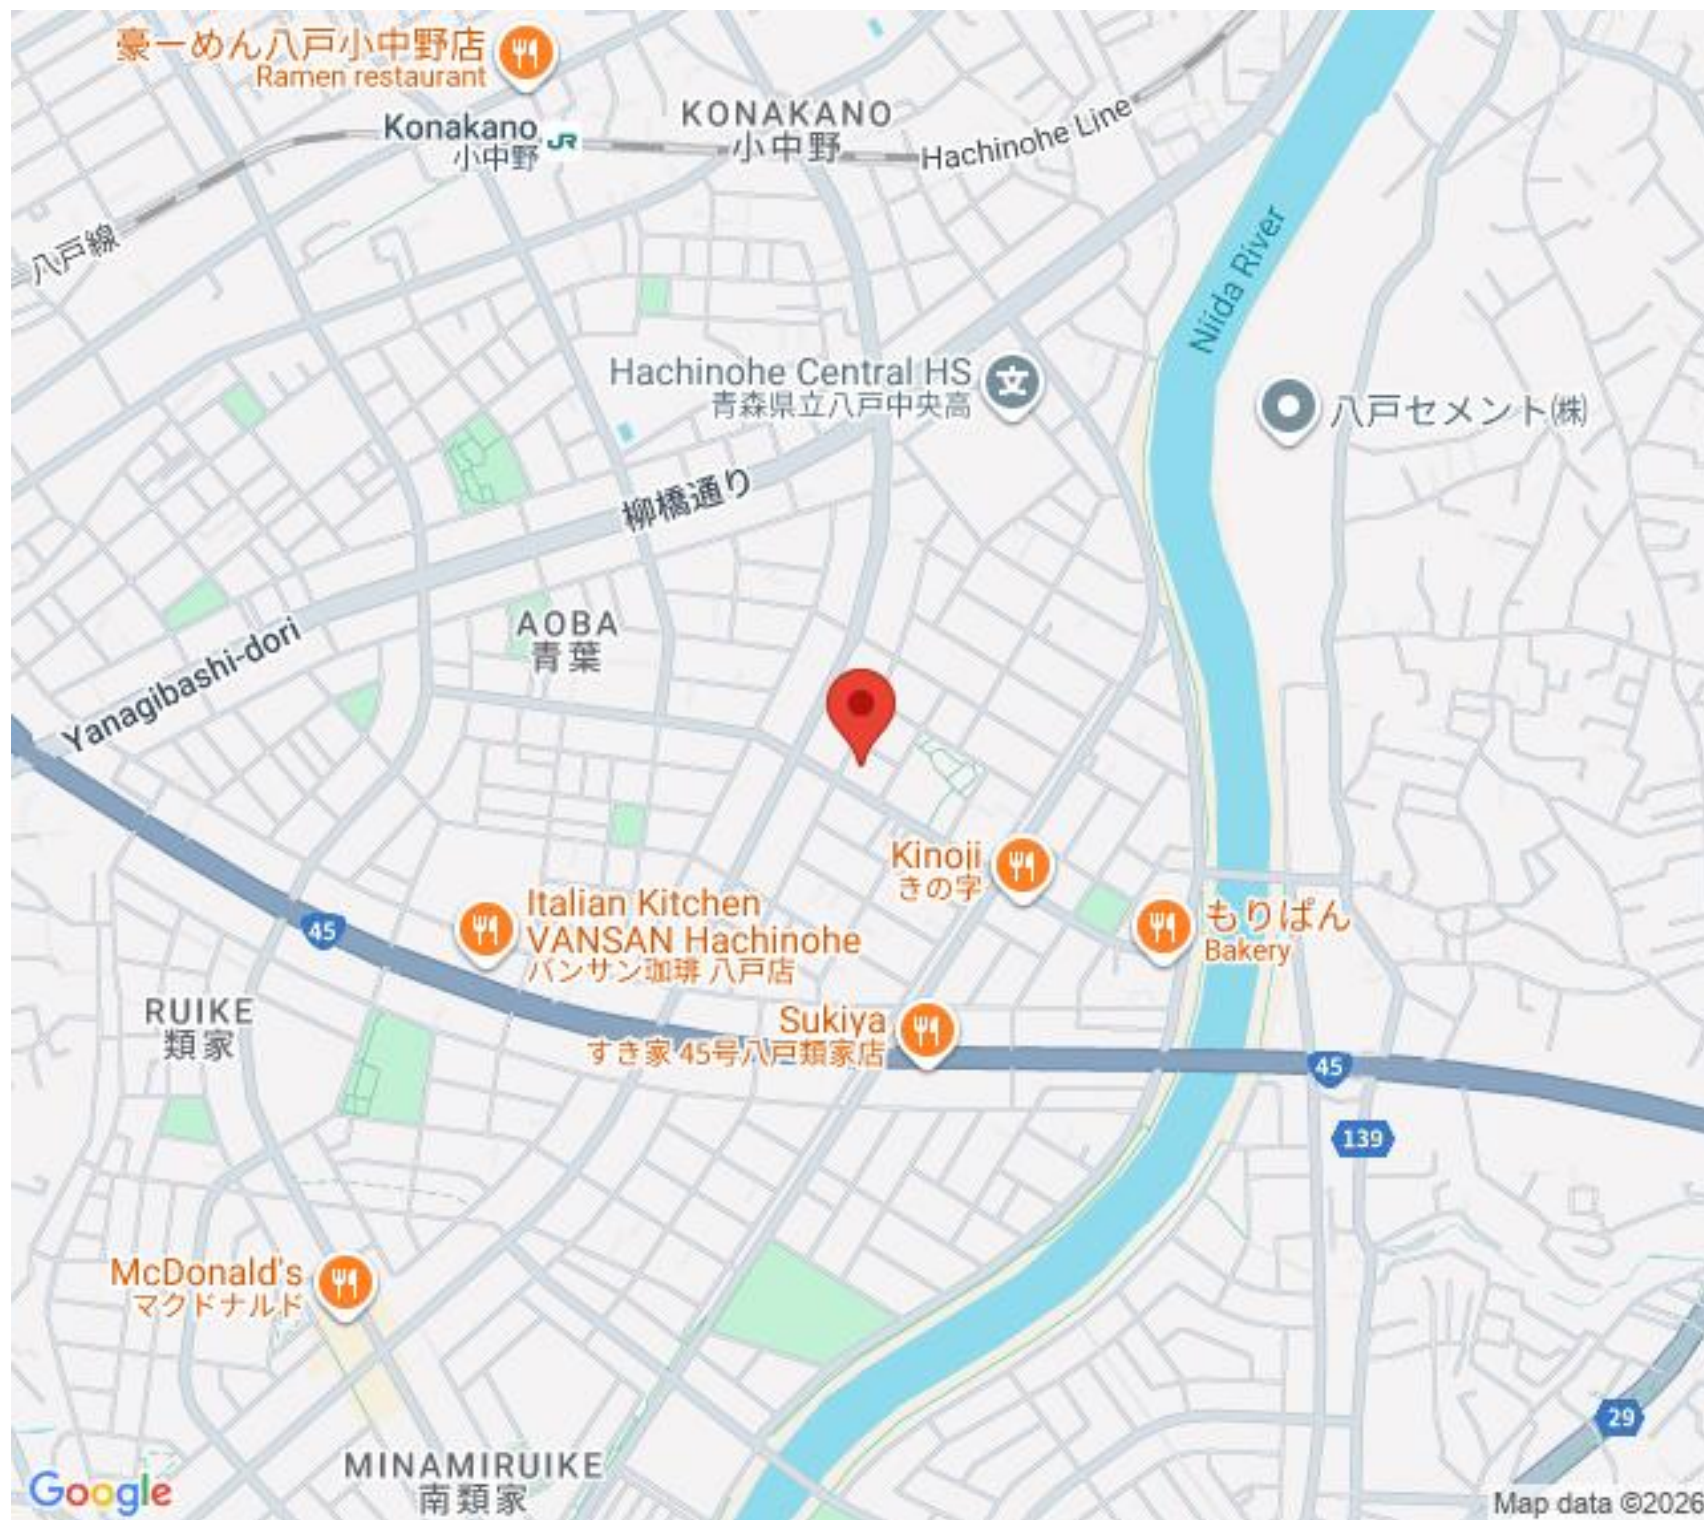 豪ーめん八戸小中野店
Ramen restaurant
Konakano
小中野
JR
KONAKANO
小中野
Hachinohe Line
八戸線
Niida River
Hachinohe Central HS
青森県立八戸中央高
八戸セメント㈱
柳橋通り
AOBA
青葉
Yanagibashi-dori
Kinoji
きの字
もりぱん
Bakery
Italian Kitchen
VANSAN Hachinohe
バンサン珈琲 八戸店
45
RUIKE
類家
Sukiya
すき家 45号八戸類家店
45
139
McDonald's
マクドナルド
29
MINAMIRUIKE
南類家
Google
Map data ©2026